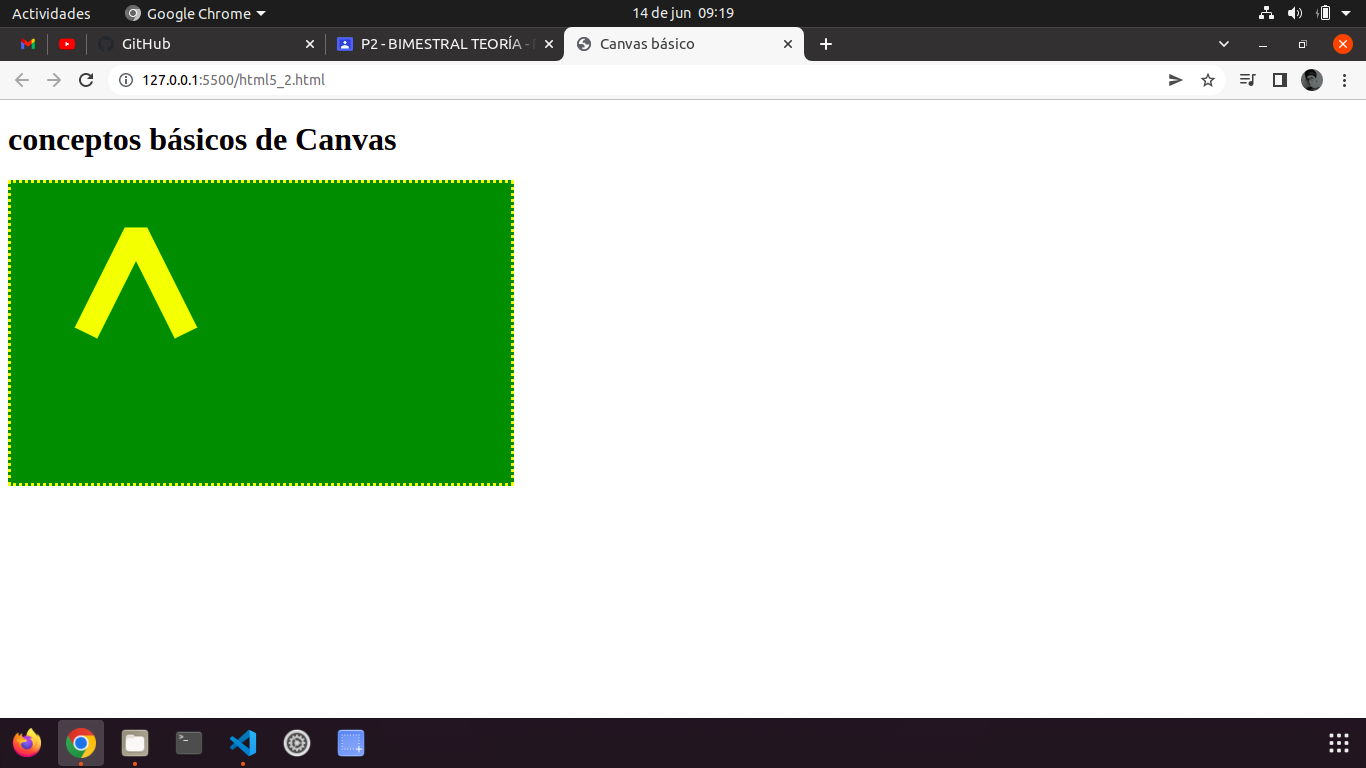 Actividades
Google Chrome
14 de jun 09:19
GitHub
P2 - BIMESTRAL TEORÍA -
Canvas básico
127.0.0.1:5500/html5_2.html
conceptos básicos de Canvas